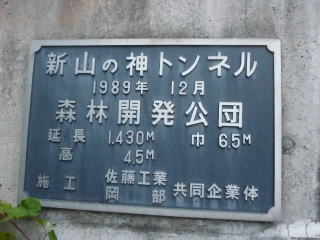 新山の神トンネル
1989年 12月
森林開発公団
延長 1,430M 巾 6.5M
高 4.5M
施工 佐藤工業 共同企業体
岡部